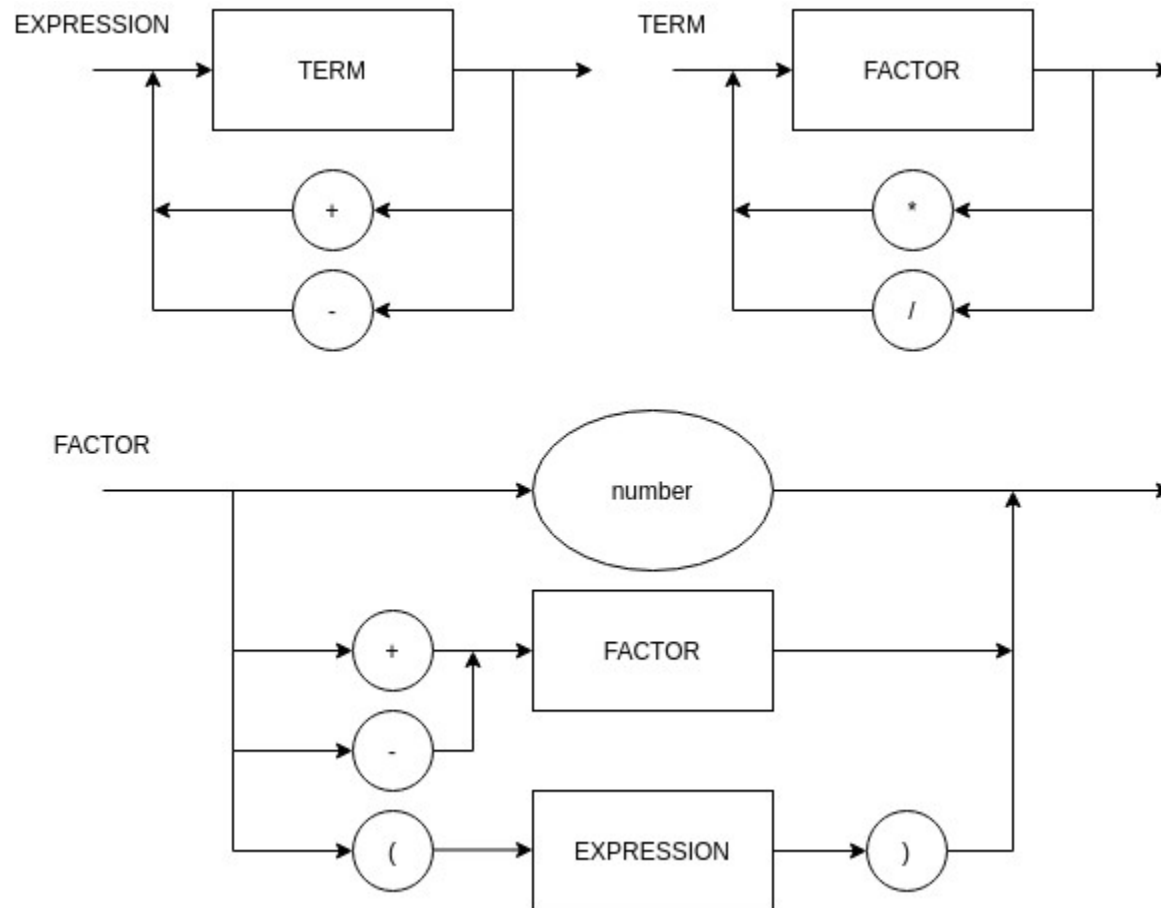 EXPRESSION
TERM
+
-
TERM
FACTOR
*
/
FACTOR
number
+
FACTOR
-
(
EXPRESSION
)